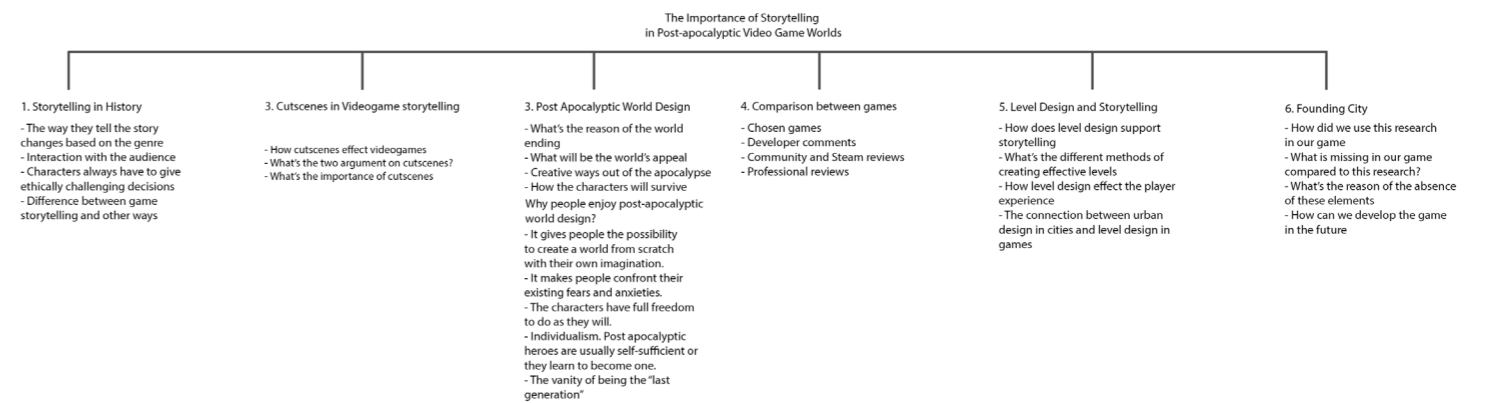 The Importance of Storytelling
in Post-apocalyptic Video Game Worlds
1. Storytelling in History
- The way they tell the story
changes based on the genre
- Interaction with the audience
- Characters always have to give
ethically challenging decisions
- Difference between game
storytelling and other ways
3. Cutscenes in Videogame storytelling
- How cutscenes effect videogames
- What's the two argument on cutscenes?
- What's the importance of cutscenes
3. Post Apocalyptic World Design
- What's the reason of the world
ending
- What will be the world's appeal
- Creative ways out of the apocalypse
- How the characters will survive
Why people enjoy post-apocalyptic
world design?
- It gives people the possibility
to create a world from scratch
with their own imagination.
- It makes people confront their
existing fears and anxieties.
- The characters have full freedom
to do as they will.
- Individualism. Post apocalyptic
heroes are usually self-sufficient or
they learn to become one.
- The vanity of being the "last
generation"
4. Comparison between games
- Chosen games
- Developer comments
- Community and Steam reviews
- Professional reviews
5. Level Design and Storytelling
- How does level design support
storytelling
- What's the different methods of
creating effective levels
- How level design effect the player
experience
- The connection between urban
design in cities and level design in
games
6. Founding City
- How did we use this research
in our game
- What is missing in our game
compared to this research?
- What's the reason of the absence
of these elements
- How can we develop the game
in the future